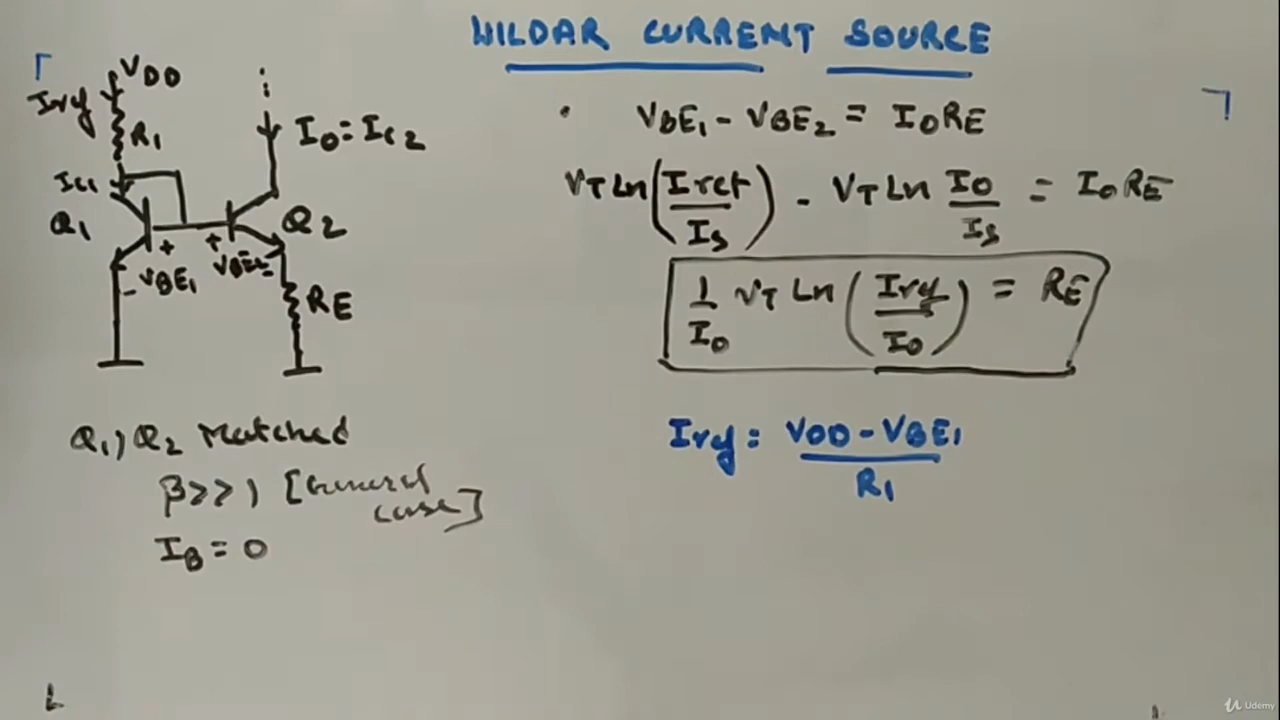 WILDAR CURRENT SOURCE
VDD
Iref
R1
IO = IC2
IC1
Q1
Q2
+
+
VBE1
VBE2
-
-
RE
Q1, Q2 Matched
β>>1 [General case]
IB = 0
VBE1 - VBE2 = IORE
VT Ln(Iref/Is) - VT Ln IO/Is = IORE
1/IO VT Ln(Iref/IO) = RE
Iref = VDD - VBE1/R1
Udemy